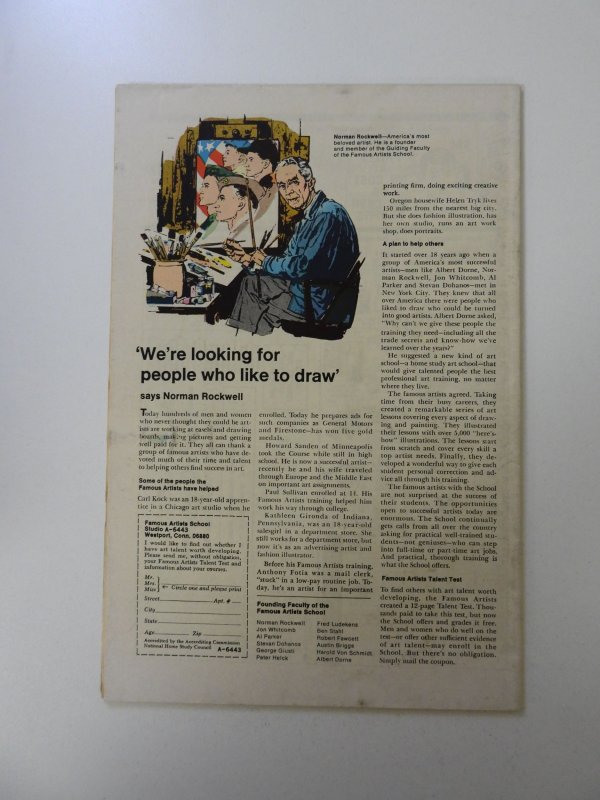 Norman Rockwell—America's most
beloved artist. He is a founder
and member of the Guiding Faculty
of the Famous Artists School.
'We're looking for
people who like to draw'
says Norman Rockwell
Today hundreds of men and women
who never thought they could be art-
ists are working at easels and drawing
boards, making pictures and getting
well paid for it. They all can thank a
group of famous artists who have de-
voted much of their time and talent
to helping others find success in art.
Some of the people the
Famous Artists have helped
Carl Kock was an 18-year-old appren-
tice in a Chicago art studio when he
Famous Artists School
Studio A-6443
Westport, Conn. 06880
I would like to find out whether I
have art talent worth developing.
Please send me, without obligation,
your Famous Artists Talent Test and
information about your courses.
Mr.
Mrs.
Miss
← Circle one and please print
Street Apt. #
City
State
Age Zip
Accredited by the Accrediting Commission
National Home Study Council A-6443
enrolled. Today he prepares ads for
such companies as General Motors
and Firestone—has won five gold
medals.
Howard Sanden of Minneapolis
took the Course while still in high
school. He is now a successful artist—
recently he and his wife traveled
through Europe and the Middle East
on important art assignments.
Paul Sullivan enrolled at 14. His
Famous Artists training helped him
work his way through college.
Kathleen Gironda of Indiana,
Pennsylvania, was an 18-year-old
salesgirl in a department store. She
still works for a department store, but
now it's as an advertising artist and
fashion illustrator.
Before his Famous Artists training,
Anthony Fotia was a mail clerk,
"stuck" in a low-pay routine job. To-
day, he's an artist for an important
Founding Faculty of the
Famous Artists School
Norman Rockwell
Jon Whitcomb
Al Parker
Stevan Dohanos
George Giusti
Peter Helck
Fred Ludekens
Ben Stahl
Robert Fawcett
Austin Briggs
Harold Von Schmidt
Albert Dorne
printing firm, doing exciting creative
work.
Oregon housewife Helen Tryk lives
150 miles from the nearest big city.
But she does fashion illustration, has
her own studio, runs an art work
shop, does portraits.
A plan to help others
It started over 18 years ago when a
group of America's most successful
artists—men like Albert Dorne, Nor-
man Rockwell, Jon Whitcomb, Al
Parker and Stevan Dohanos—met in
New York City. They knew that all
over America there were people who
liked to draw who could be turned
into good artists. Albert Dorne asked,
"Why can't we give these people the
training they need—including all the
trade secrets and know-how we've
learned over the years?"
He suggested a new kind of art
school—a home study art school—that
would give talented people the best
professional art training, no matter
where they live.
The famous artists agreed. Taking
time from their busy careers, they
created a remarkable series of art
lessons covering every aspect of draw-
ing and painting. They illustrated
their lessons with over 5,000 "here's-
how" illustrations. The lessons start
from scratch and cover every skill a
top artist needs. Finally, they de-
veloped a wonderful way to give each
student personal correction and ad-
vice all through his training.
The famous artists with the School
are not surprised at the success of
their students. The opportunities
open to successful artists today are
enormous. The School continually
gets calls from all over the country
asking for practical well-trained stu-
dents—not geniuses—who can step
into full-time or part-time art jobs.
And practical, thorough training is
what the School offers.
Famous Artists Talent Test
To find others with art talent worth
developing, the Famous Artists
created a 12-page Talent Test. Thou-
sands paid to take this test, but now
the School offers and grades it free.
Men and women who do well on the
test—or offer other sufficient evidence
of art talent—may enroll in the
School. But there's no obligation.
Simply mail the coupon.